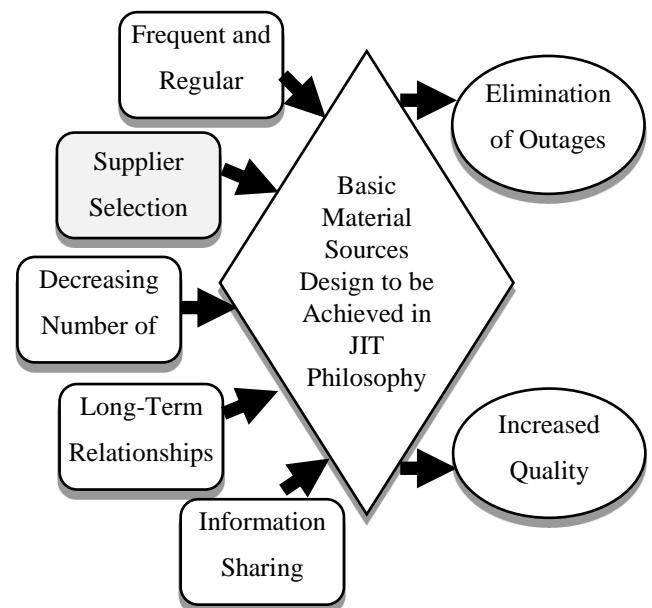 Frequent and
Regular
Supplier
Selection
Decreasing
Number of
Long-Term
Relationships
Information
Sharing
Basic
Material
Sources
Design to be
Achieved in
JIT
Philosophy
Elimination
of Outages
Increased
Quality